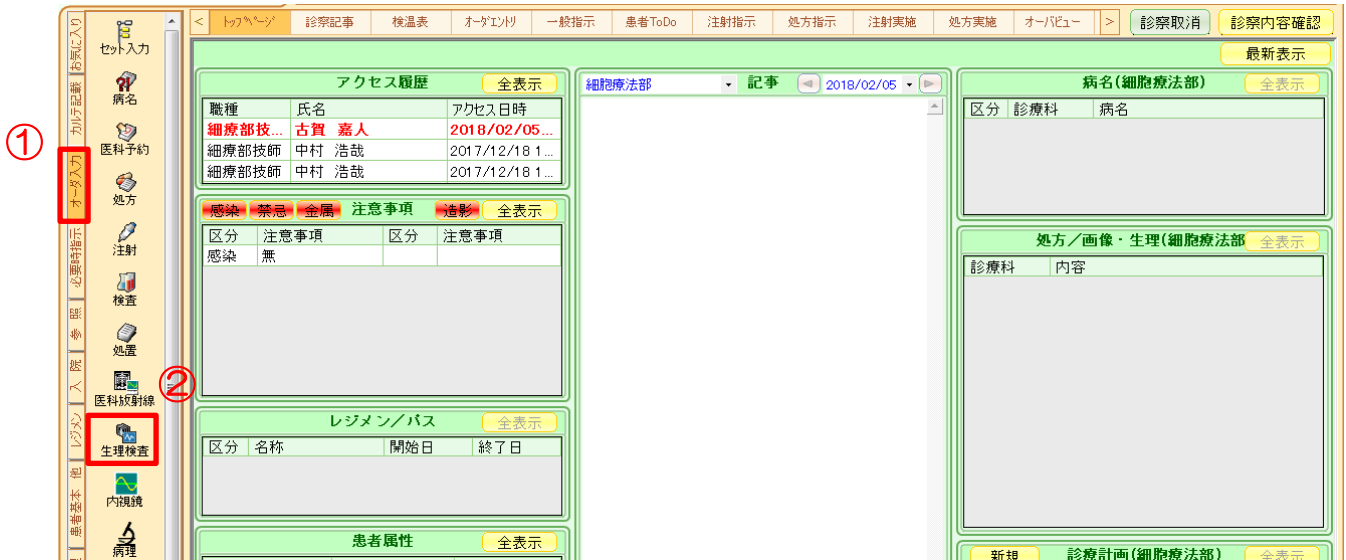 ①
②
お気に入り
カルテ記載
オーダ入力
必要時指示
参照
入院
レジメン
患者基本 他
セット入力
病名
医科予約
処方
注射
検査
処置
医科放射線
生理検査
内視鏡
病理
< ﾄｯﾌﾟﾍﾟｰｼﾞ 診察記事 検温表 ｵｰﾀﾞｴﾝﾄﾘ 一般指示 患者ToDo 注射指示 処方指示 注射実施 処方実施 ｵｰﾊﾞﾋﾞｭｰ > 診察取消 診察内容確認
最新表示
アクセス履歴 全表示
職種 氏名 アクセス日時
細療部技... 古賀 嘉人 2018/02/05...
細療部技師 中村 浩哉 2017/12/18 1...
細療部技師 中村 浩哉 2017/12/18 1...
感染 禁忌 金属 注意事項 造影 全表示
区分 注意事項 区分 注意事項
感染 無
レジメン／パス 全表示
区分 名称 開始日 終了日
患者属性 全表示
細胞療法部 記事 2018/02/05
病名(細胞療法部) 全表示
区分 診療科 病名
処方／画像・生理(細胞療法部 全表示
診療科 内容
新規 診療計画(細胞療法部) 全表示